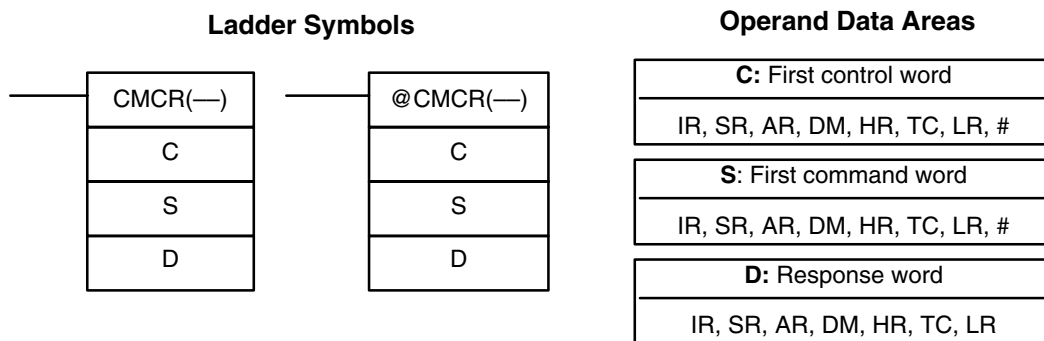 Ladder Symbols
CMCR(––)
C
S
D
@CMCR(––)
C
S
D
Operand Data Areas
C: First control word
IR, SR, AR, DM, HR, TC, LR, #
S: First command word
IR, SR, AR, DM, HR, TC, LR, #
D: Response word
IR, SR, AR, DM, HR, TC, LR